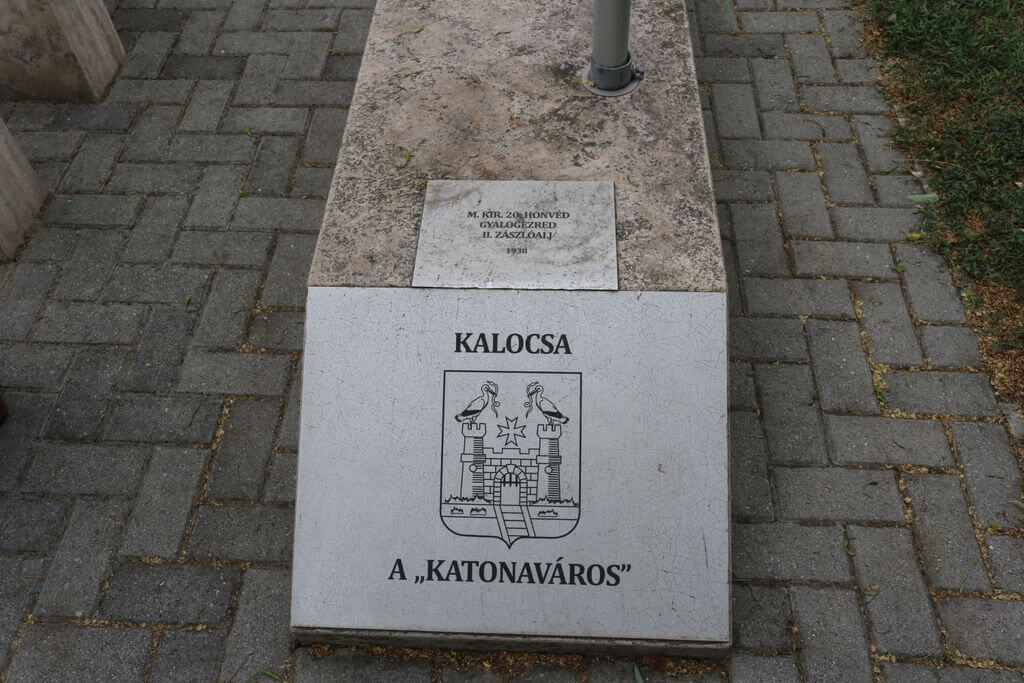 M. KIR. 20. HONVÉD
GYALOGEZRED
II. ZÁSZLÓALJ
1938
KALOCSA
A „KATONAVÁROS”